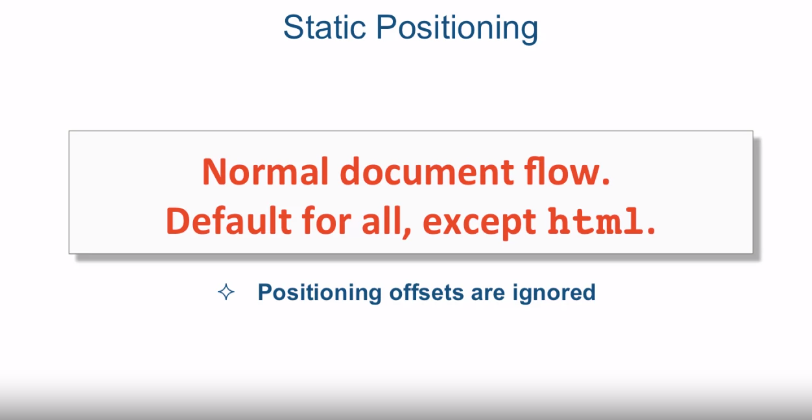 Static Positioning
Normal document flow.
Default for all, except html.
Positioning offsets are ignored